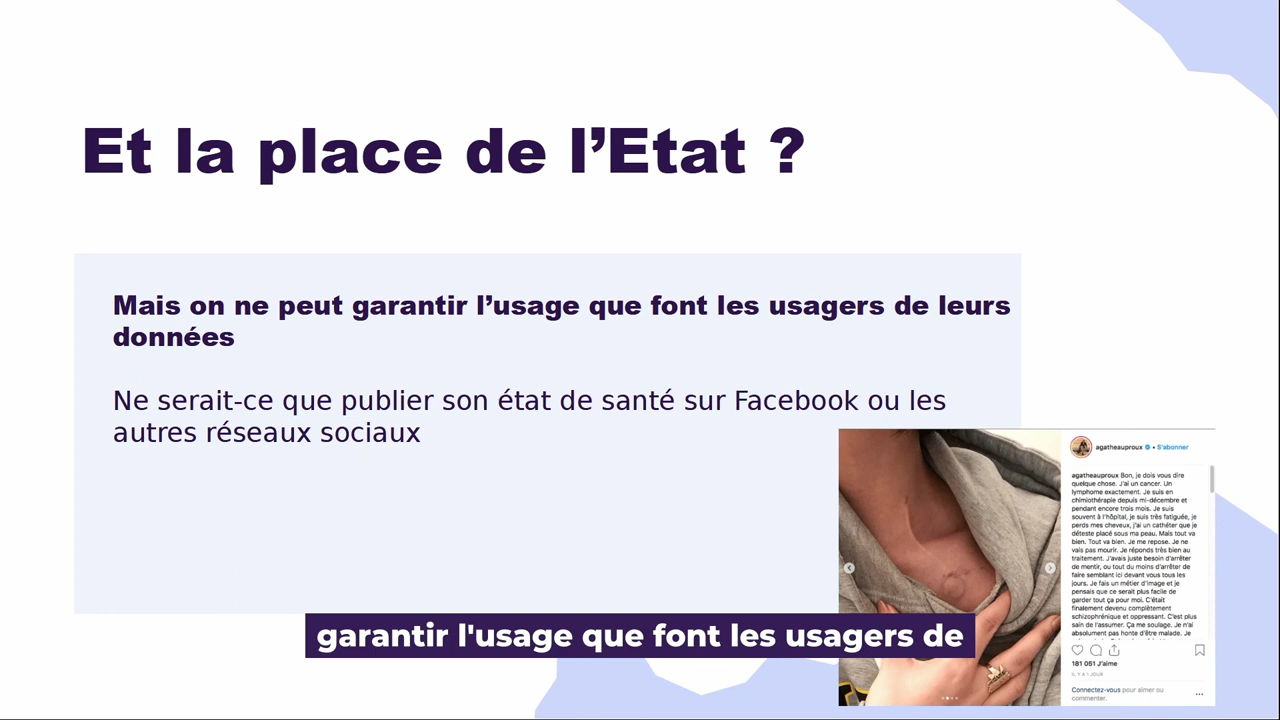 Et la place de l’Etat ?
Mais on ne peut garantir l’usage que font les usagers de leurs
données
Ne serait-ce que publier son état de santé sur Facebook ou les
autres réseaux sociaux
agatheauproux • S'abonner
agatheauproux Bon, je dois vous dire
quelque chose. J'ai un cancer. Un
lymphome exactement. Je suis en
chimiothérapie depuis mi-décembre et
pendant encore trois mois. Je suis
souvent à l'hôpital, je suis très fatiguée, je
perds mes cheveux, j'ai un cathéter que je
déteste placé sous ma peau. Mais tout va
bien. Tout va bien. Je me repose. Je ne
vais pas mourir. Je réponds très bien au
traitement. J'avais juste besoin d'arrêter
de mentir, ou tout du moins d'arrêter de
faire semblant ici devant vous tous les
jours. Je fais un métier d'image et je
pensais que ce serait plus facile de
garder tout ça pour moi. C'était
finalement devenu complètement
schizophrénique et oppressant. C'est plus
sain de l'assumer. Ça me soulage. Je n'ai
absolument pas honte d'être malade. Je
181 051 J'aime
IL Y A 1 JOUR
Connectez-vous pour aimer ou
commenter.
garantir l'usage que font les usagers de